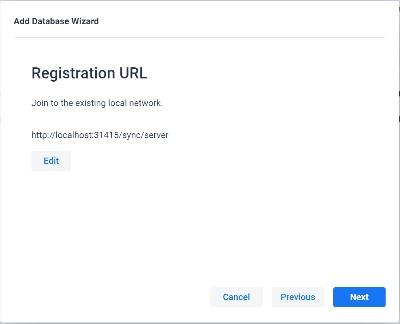 Add Database Wizard
Registration URL
Join to the existing local network.
http://localhost:31415/sync/server
Edit
Cancel
Previous
Next